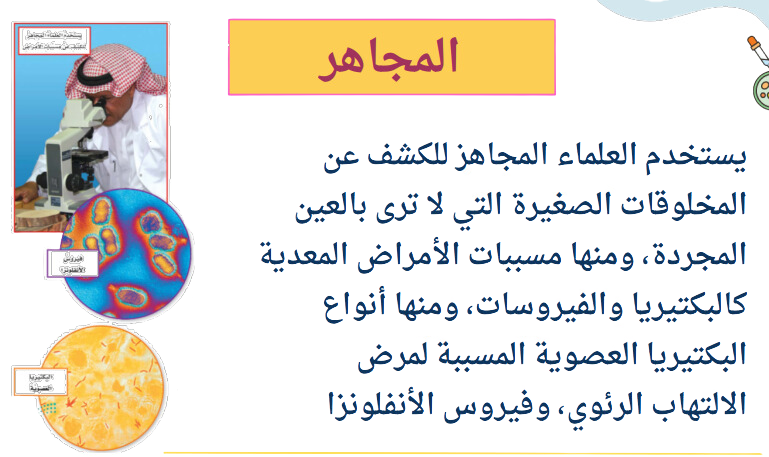 المجاهر
يستخدم العلماء المجاهز للكشف عن
المخلوقات الصغيرة التي لا ترى بالعين
المجردة، ومنها مسببات الأمراض المعدية
كالبكتيريا والفيروسات، ومنها أنواع
البكتيريا العصوية المسببة لمرض
الالتهاب الرئوي، وفيروس الأنفلونزا
يستخدم العلماء المجاهر
للكشف عن مسببات الأمراض
فيروس
الأنفلونزا
البكتيريا
العصوية